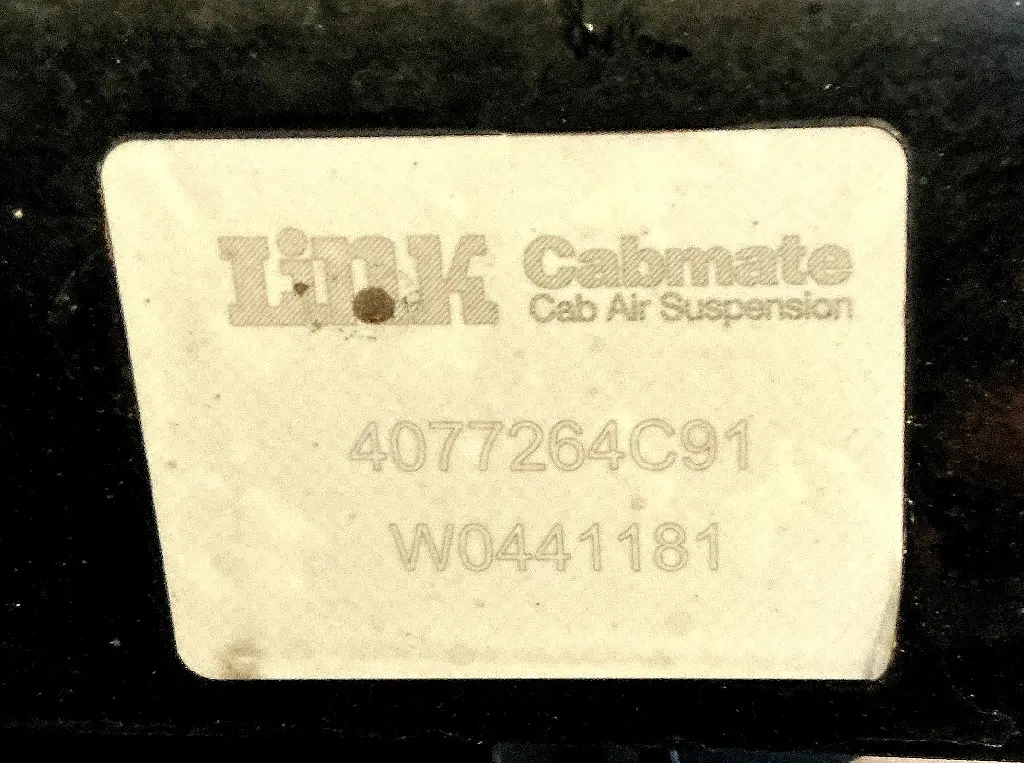 Link Cabmate
Cab Air Suspension
4077264C91
W0441181